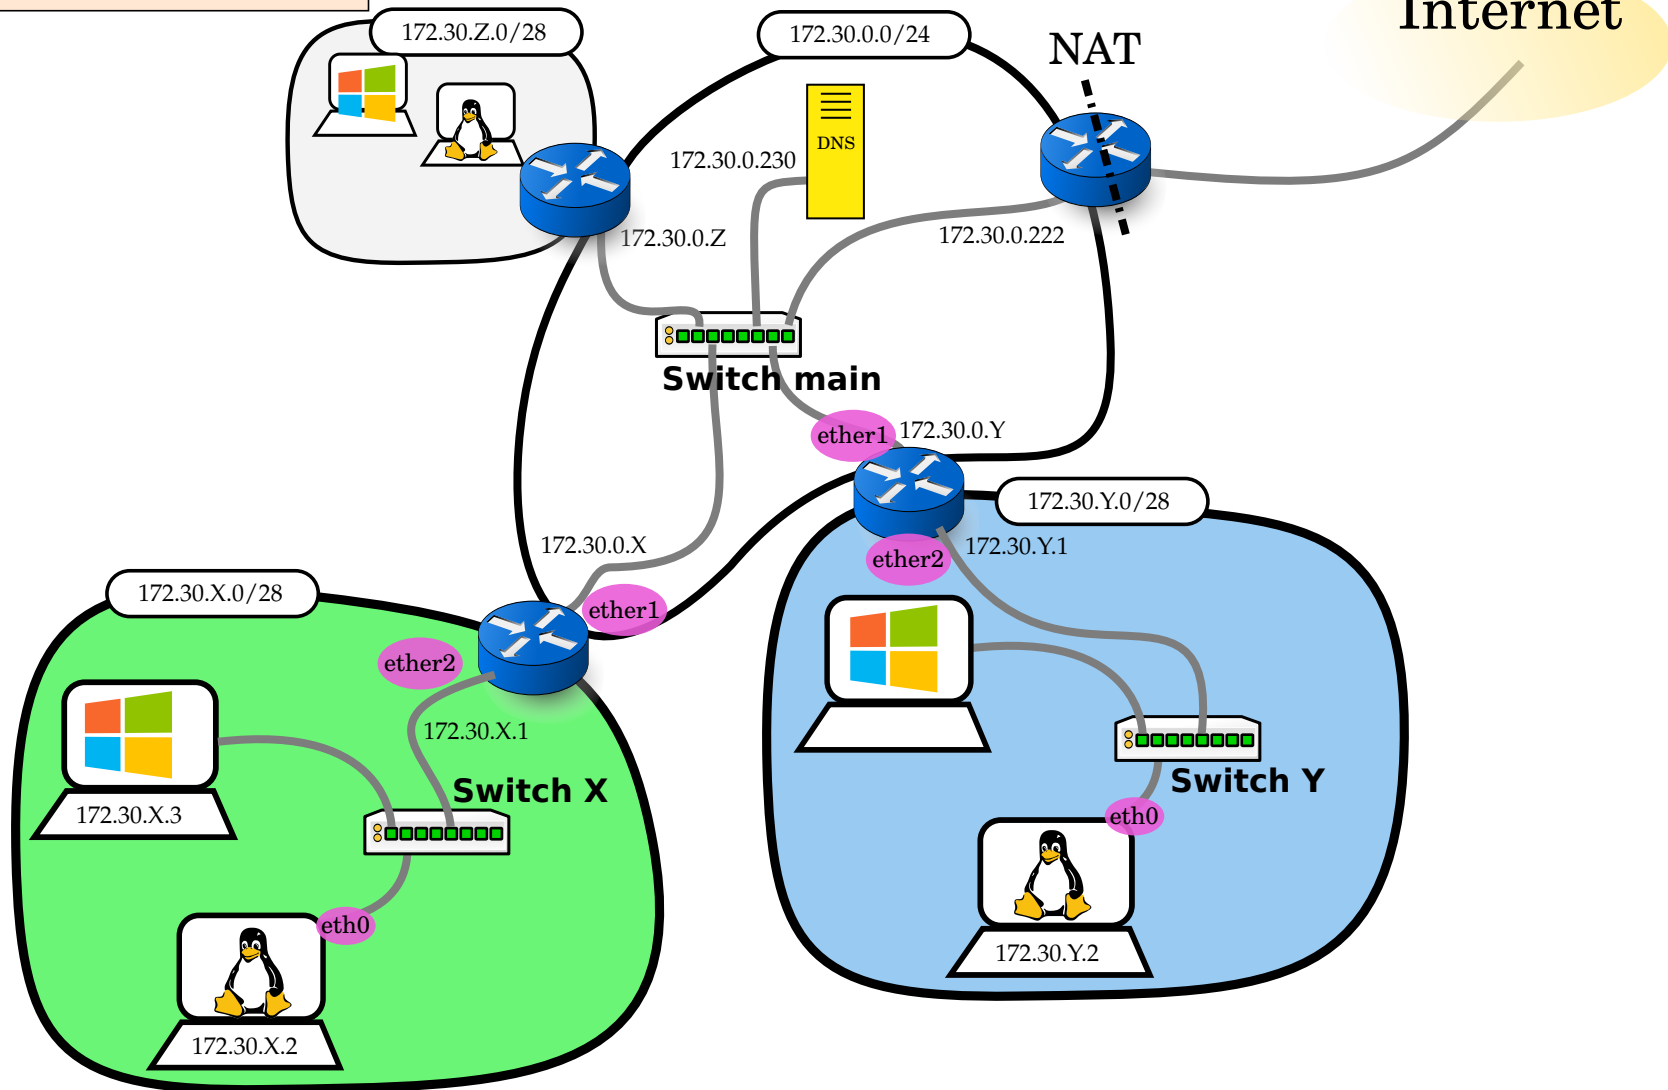 Internet
172.30.Z.0/28
172.30.0.0/24
NAT
DNS
172.30.0.230
172.30.0.Z
172.30.0.222
Switch main
ether1
172.30.0.Y
172.30.Y.0/28
172.30.0.X
ether2
172.30.Y.1
172.30.X.0/28
ether1
ether2
172.30.X.1
Switch X
172.30.X.3
Switch Y
eth0
eth0
172.30.Y.2
172.30.X.2